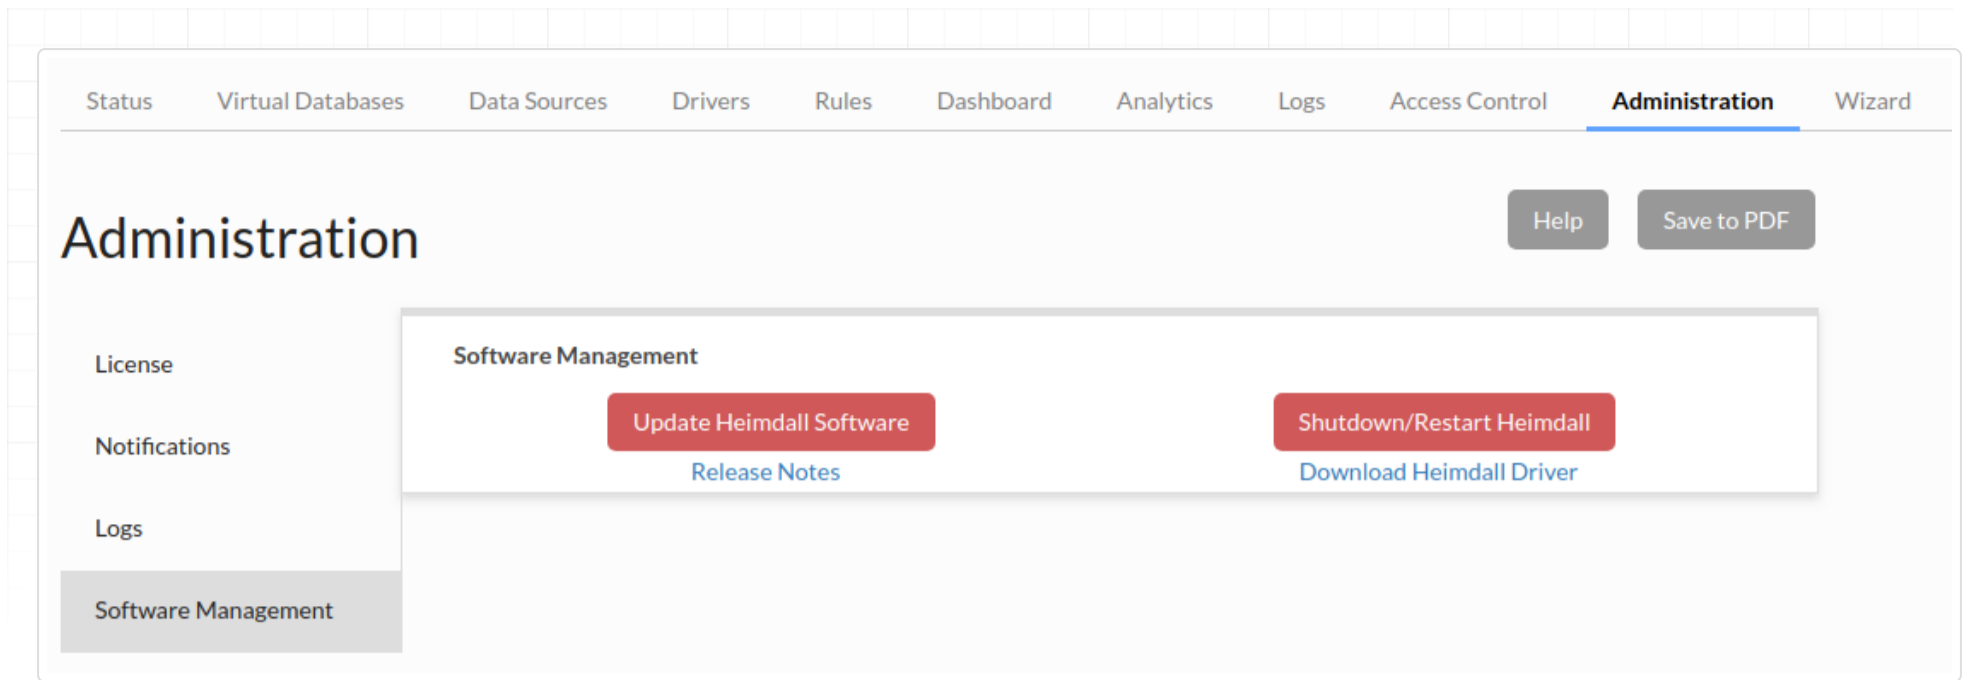 Status Virtual Databases Data Sources Drivers Rules Dashboard Analytics Logs Access Control Administration Wizard
Administration
Help Save to PDF
License
Notifications
Logs
Software Management
Software Management
Update Heimdall Software Shutdown/Restart Heimdall
Release Notes Download Heimdall Driver